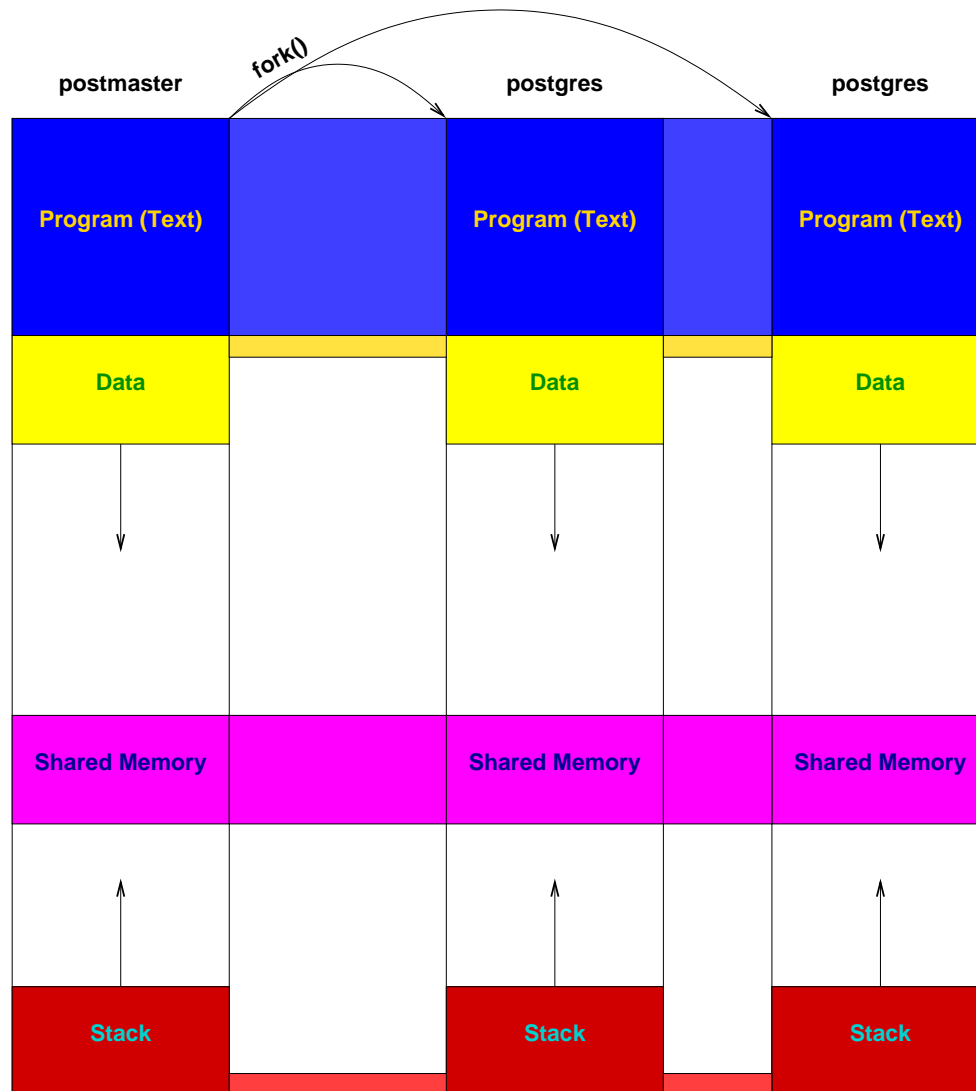 fork()
postmaster postgres postgres
Program (Text) Program (Text) Program (Text)
Data Data Data
Shared Memory Shared Memory Shared Memory
Stack Stack Stack